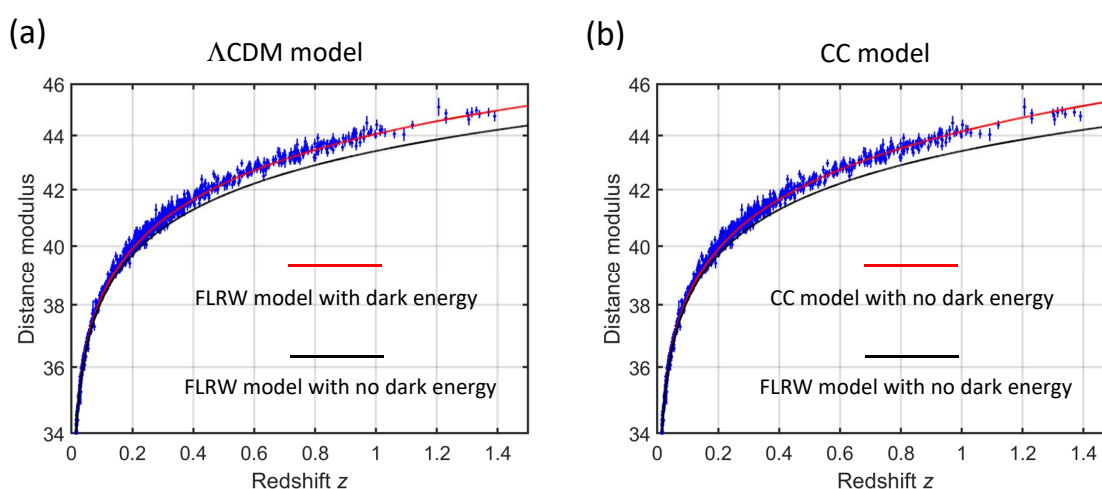 (a)
ΛCDM model
46
44
42
40
38
36
34
Distance modulus
0
0.2
0.4
0.6
0.8
1
1.2
1.4
Redshift z
FLRW model with dark energy
FLRW model with no dark energy
(b)
CC model
46
44
42
40
38
36
34
Distance modulus
0
0.2
0.4
0.6
0.8
1
1.2
1.4
Redshift z
CC model with no dark energy
FLRW model with no dark energy